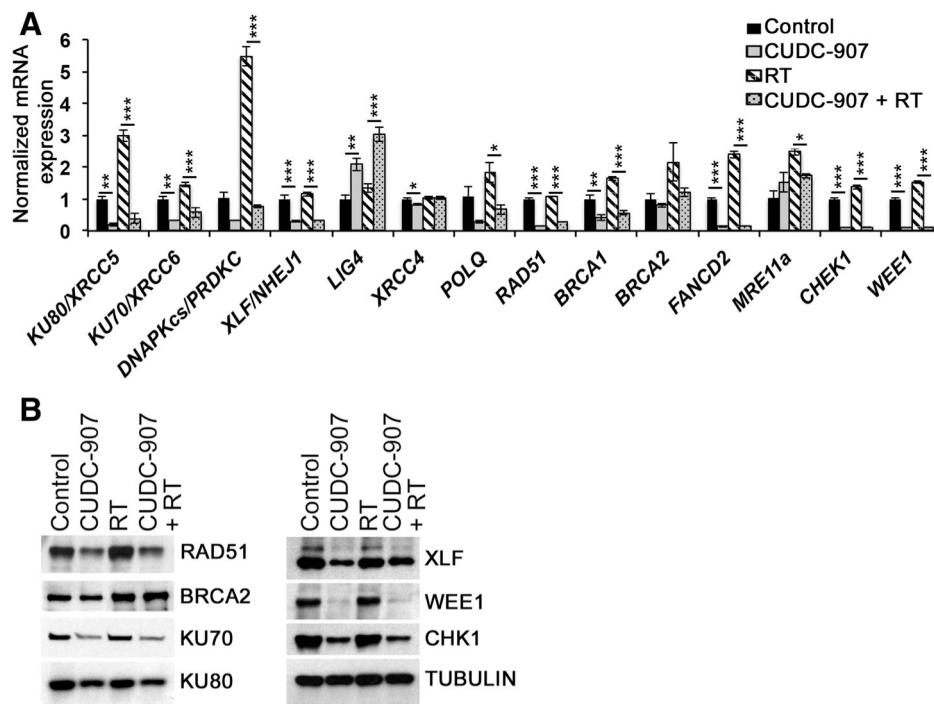 A
Normalized mRNA
expression
6
5
4
3
2
1
0
** *** ** *** *** *** *** ** *** * * *** *** ** *** *** *** * *** *** *** ***
Control
CUDC-907
RT
CUDC-907 + RT
KU80/XRCC5
KU70/XRCC6
DNAPKcs/PRDKC
XLF/NHEJ1
LIG4
XRCC4
POLQ
RAD51
BRCA1
BRCA2
FANCD2
MRE11a
CHEK1
WEE1
B
Control
CUDC-907
RT
CUDC-907
+ RT
RAD51
BRCA2
KU70
KU80
Control
CUDC-907
RT
CUDC-907
+ RT
XLF
WEE1
CHK1
TUBULIN